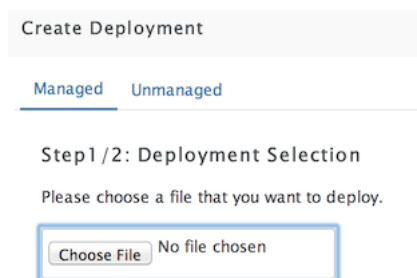 Create Deployment
Managed Unmanaged
Step1/2: Deployment Selection
Please choose a file that you want to deploy.
Choose File No file chosen